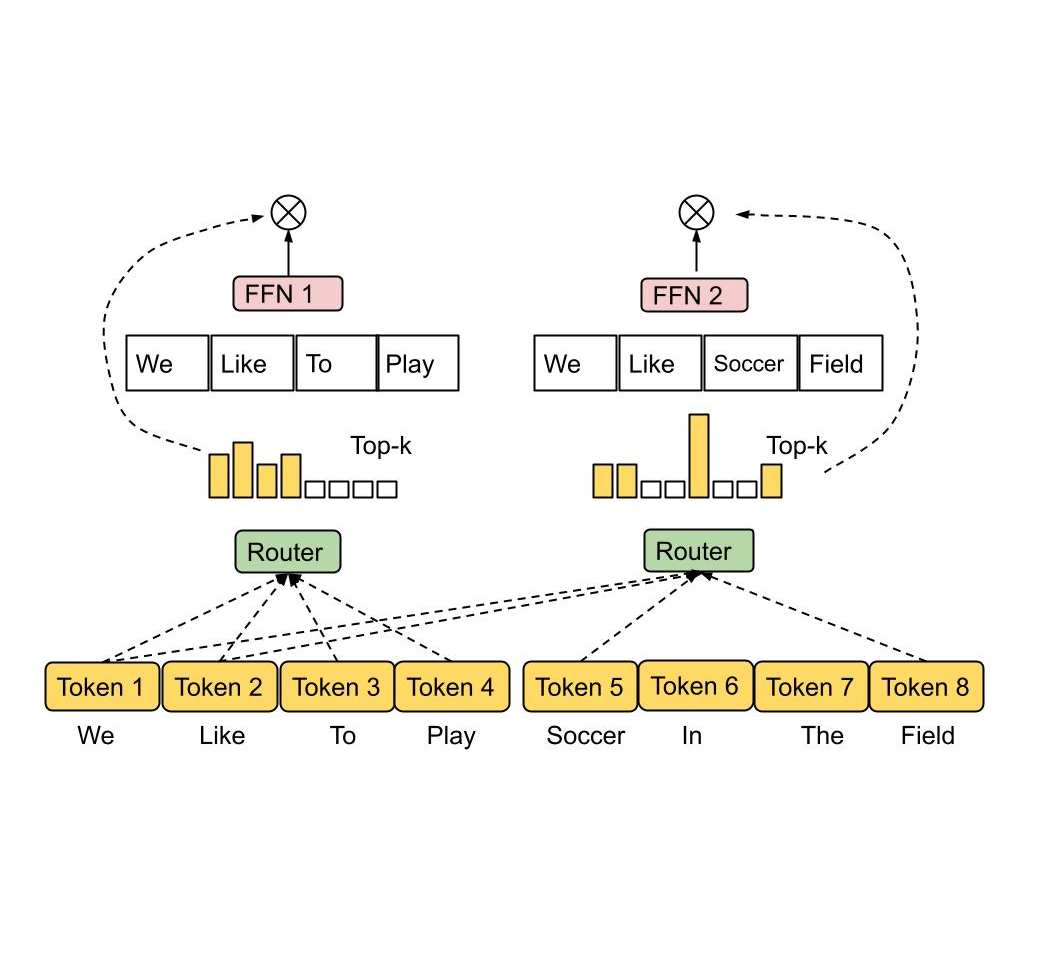 FFN 1
FFN 2
We Like To Play
We Like Soccer Field
Top-k
Top-k
Router
Router
Token 1 Token 2 Token 3 Token 4 Token 5 Token 6 Token 7 Token 8
We Like To Play Soccer In The Field